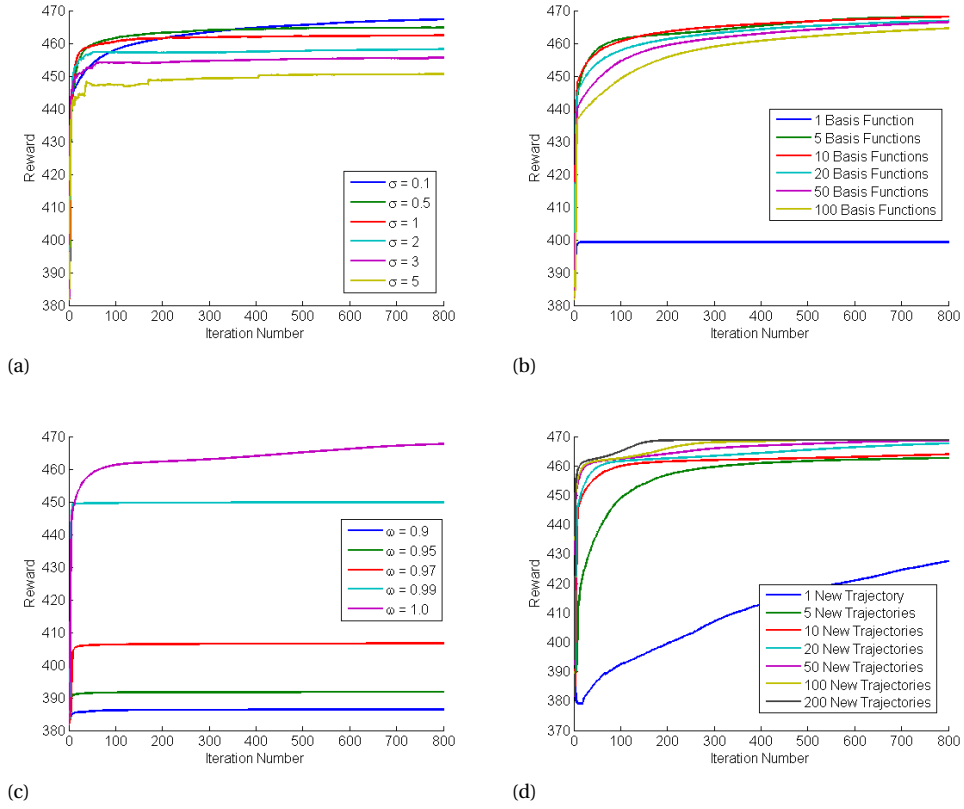 470
460
450
440
430
420
410
400
390
380
Reward
0 100 200 300 400 500 600 700 800
Iteration Number
σ = 0.1
σ = 0.5
σ = 1
σ = 2
σ = 3
σ = 5
(a)
470
460
450
440
430
420
410
400
390
380
Reward
0 100 200 300 400 500 600 700 800
Iteration Number
1 Basis Function
5 Basis Functions
10 Basis Functions
20 Basis Functions
50 Basis Functions
100 Basis Functions
(b)
470
460
450
440
430
420
410
400
390
380
Reward
0 100 200 300 400 500 600 700 800
Iteration Number
ω = 0.9
ω = 0.95
ω = 0.97
ω = 0.99
ω = 1.0
(c)
470
460
450
440
430
420
410
400
390
380
370
Reward
0 100 200 300 400 500 600 700 800
Iteration Number
1 New Trajectory
5 New Trajectories
10 New Trajectories
20 New Trajectories
50 New Trajectories
100 New Trajectories
200 New Trajectories
(d)